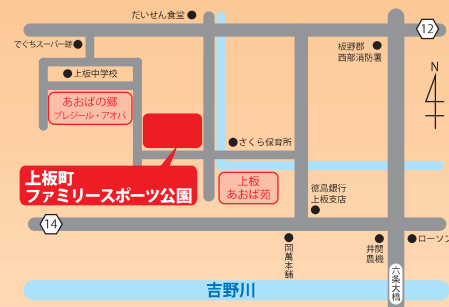 だいせん食堂
12
でぐちスーパー跡
板野郡
西部消防署
N
4
上板中学校
あおばの郷
プレジール・アオバ
さくら保育所
上板町
ファミリースポーツ公園
上板
あおば苑
徳島銀行
上板支店
14
岡萬本舗
井関
農機
ローソン
六条大橋
吉野川